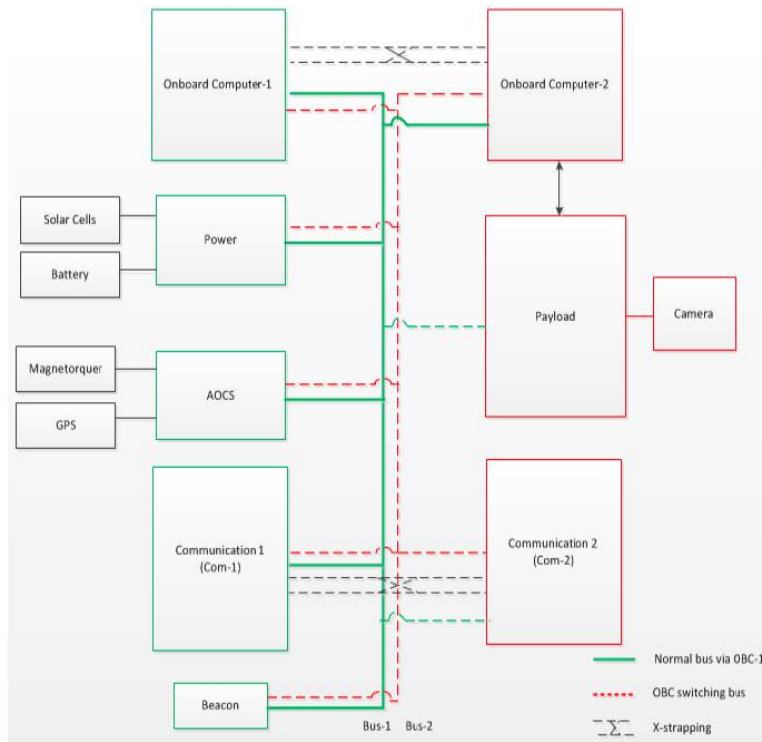 Onboard Computer-1
Onboard Computer-2
Solar Cells
Power
Battery
Payload
Camera
Magnetorquer
AOCS
GPS
Communication 1
(Com-1)
Communication 2
(Com-2)
Normal bus via OBC-1
OBC switching bus
Beacon
Bus-1
Bus-2
X-strapping